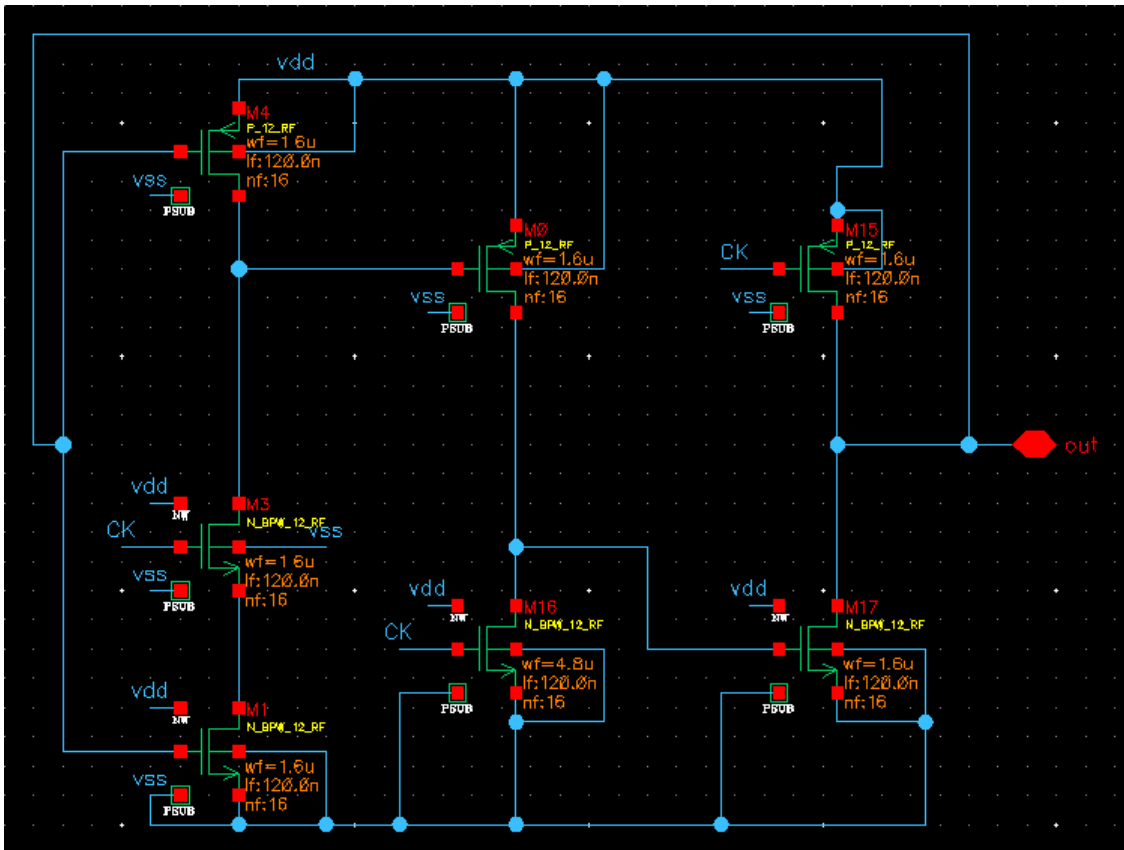 vdd
M4
P_12_RF
wf=1.6u
lf:120.0n
nf:16
vss
PSUB
M0
P_12_RF
wf=1.6u
lf:120.0n
nf:16
vss
PSUB
CK
M15
P_12_RF
wf=1.6u
lf:120.0n
nf:16
vss
PSUB
out
vdd
NW
M3
N_BPW_12_RF
CK
vss
wf=1.6u
lf:120.0n
nf:16
vss
PSUB
vdd
NW
M16
N_BPW_12_RF
CK
wf=4.8u
lf:120.0n
nf:16
PSUB
vdd
NW
M17
N_BPW_12_RF
wf=1.6u
lf:120.0n
nf:16
PSUB
vdd
NW
M1
N_BPW_12_RF
wf=1.6u
lf:120.0n
nf:16
vss
PSUB